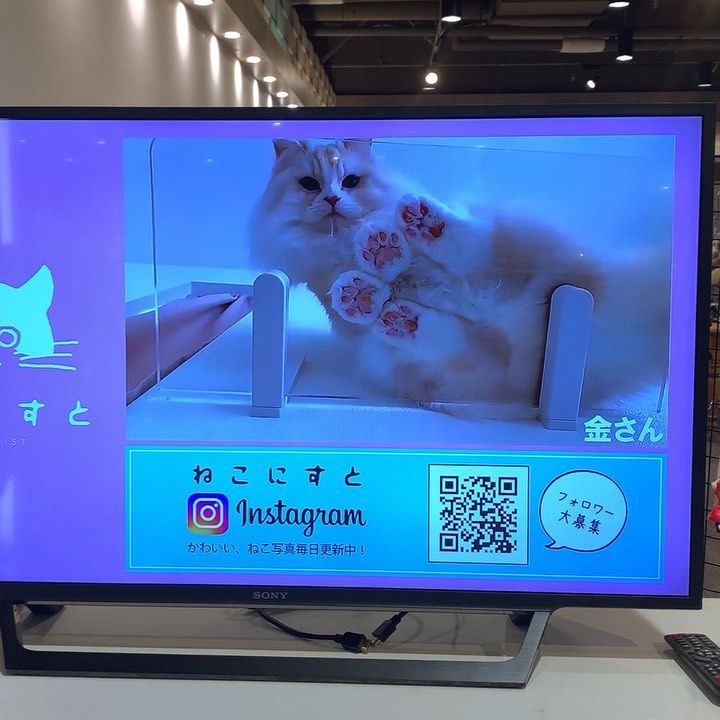 すと
IST
金さん
ねこにすと
Instagram
かわいい、ねこ写真毎日更新中！
フォロワー
大募集
SONY